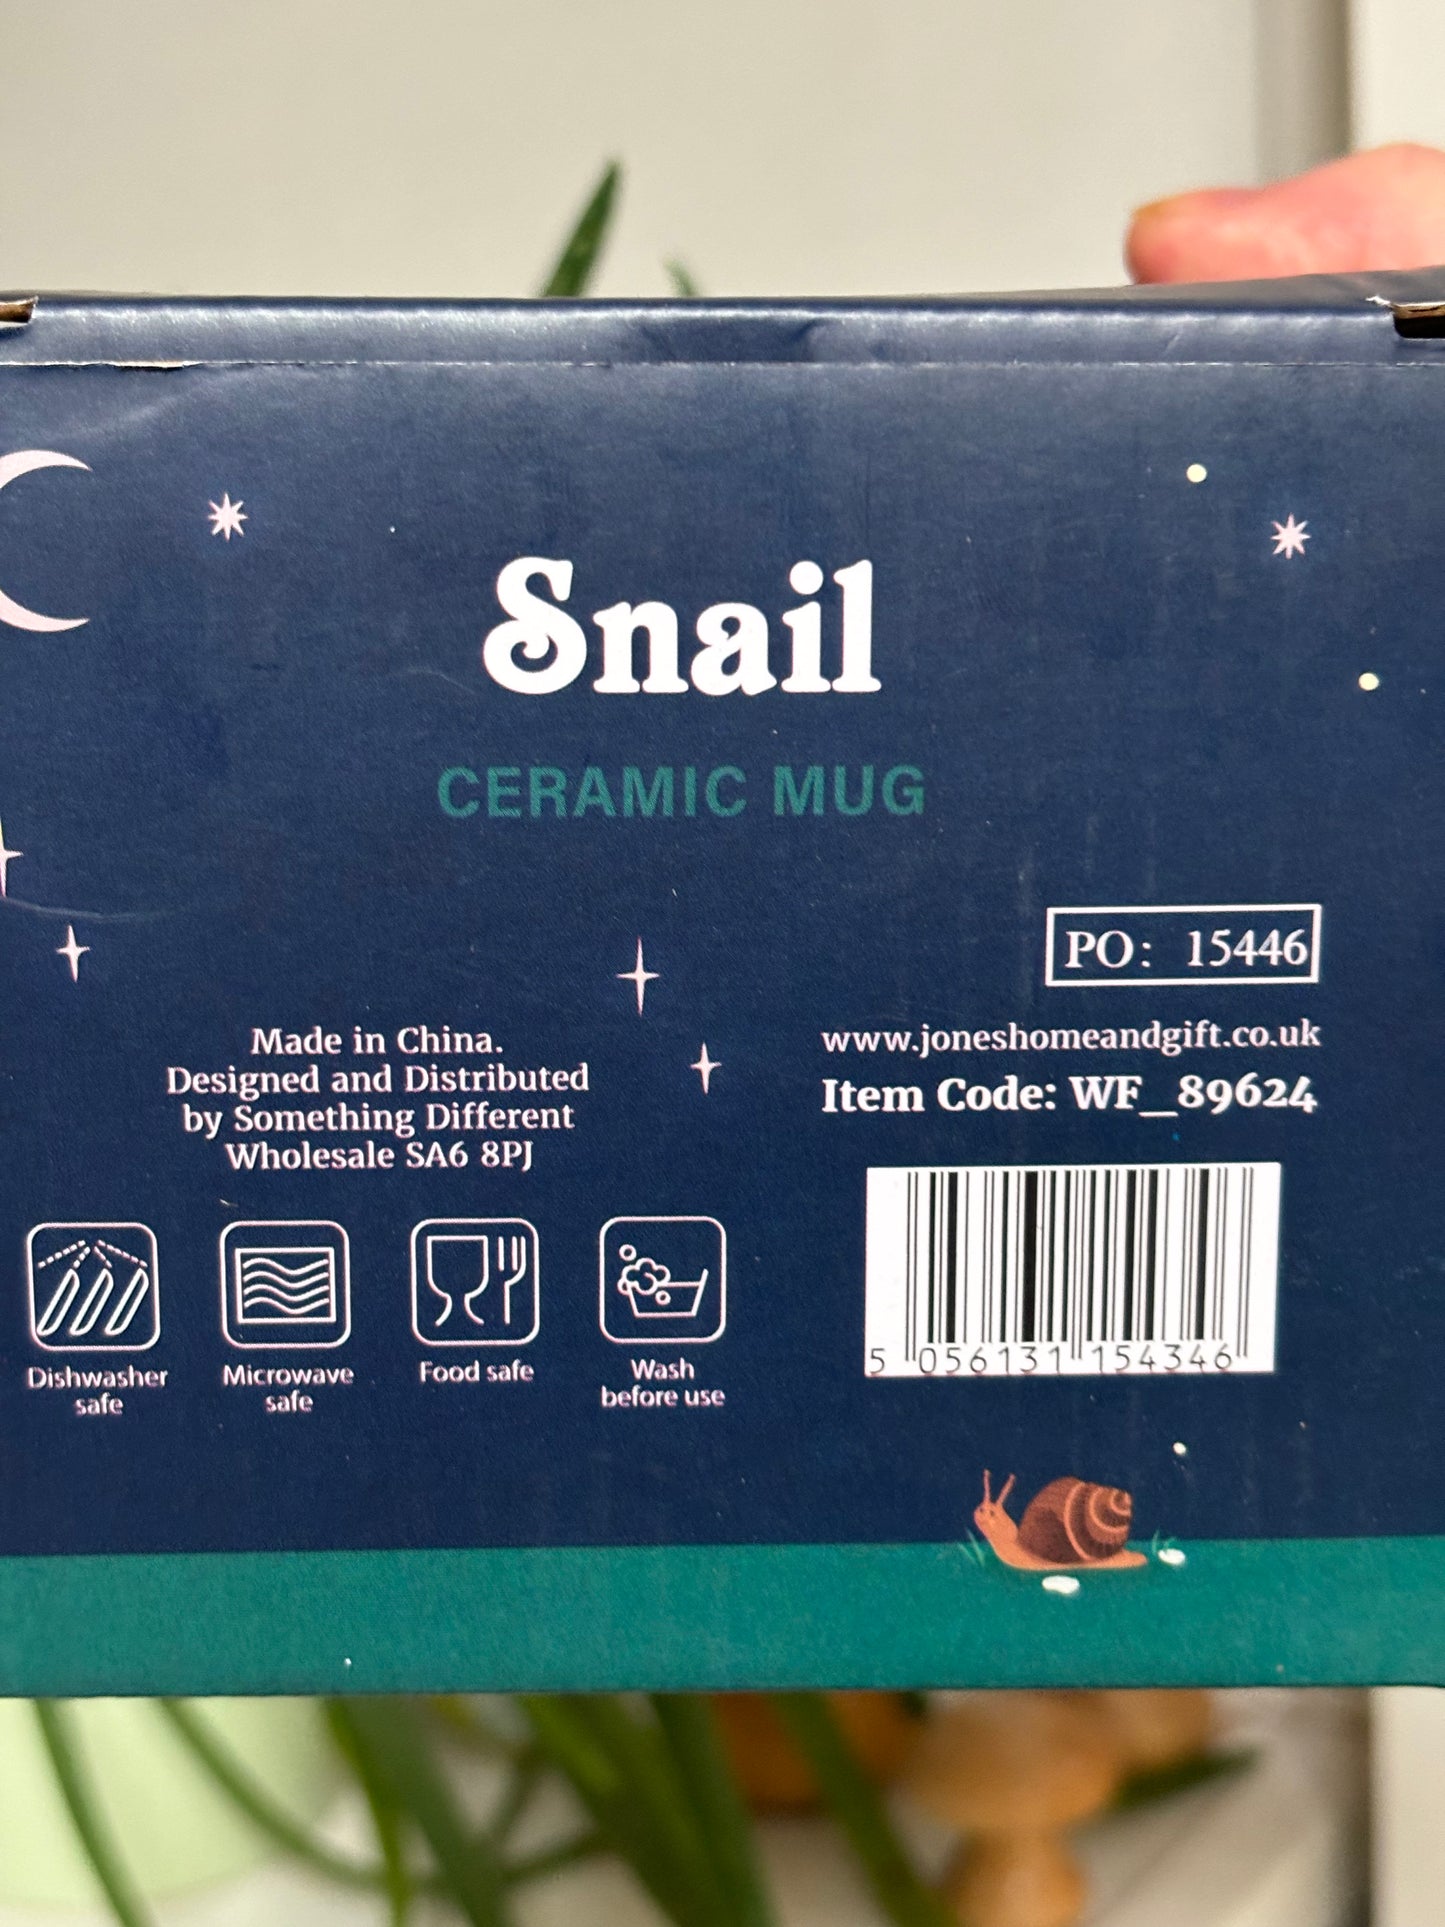 Snail
CERAMIC MUG
PO: 15446
Made in China.
Designed and Distributed
by Something Different
Wholesale SA6 8PJ
www.joneshomeandgift.co.uk
Item Code: WF_89624
Dishwasher
safe
Microwave
safe
Food safe
Wash
before use
5 056131 154346